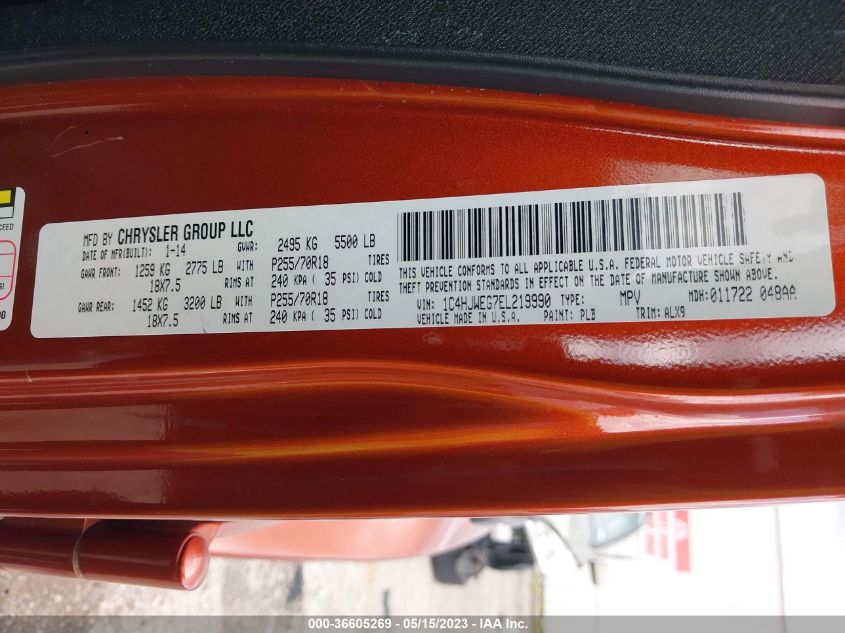 MFD BY CHRYSLER GROUP LLC
DATE OF MFR(BUILT): 1-14 GVWR: 2495 KG 5500 LB
GAWR FRONT: 1259 KG 2775 LB WITH P255/70R18 TIRES
18X7.5 RIMS AT 240 KPA ( 35 PSI) COLD
GAWR REAR: 1452 KG 3200 LB WITH P255/70R18 TIRES
18X7.5 RIMS AT 240 KPA ( 35 PSI) COLD
THIS VEHICLE CONFORMS TO ALL APPLICABLE U.S.A. FEDERAL MOTOR VEHICLE SAFETY AND
THEFT PREVENTION STANDARDS IN EFFECT ON THE DATE OF MANUFACTURE SHOWN ABOVE.
VIN: 1C4HJWEG7EL219990 TYPE: MPV MDH: 011722 048AA
VEHICLE MADE IN U.S.A. PAINT: PLB TRIM: ALX9
CEED
000-36605269 - 05/15/2023 - IAAI, Inc.